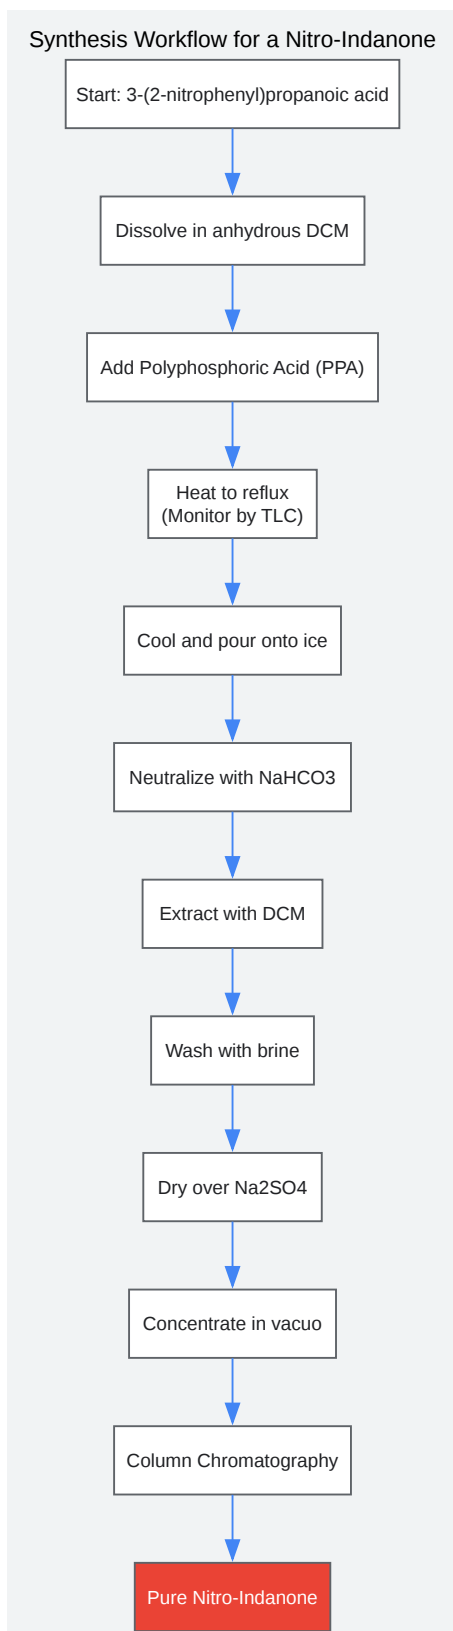 Synthesis Workflow for a Nitro-Indanone
Start: 3-(2-nitrophenyl)propanoic acid
Dissolve in anhydrous DCM
Add Polyphosphoric Acid (PPA)
Heat to reflux
(Monitor by TLC)
Cool and pour onto ice
Neutralize with NaHCO3
Extract with DCM
Wash with brine
Dry over Na2SO4
Concentrate in vacuo
Column Chromatography
Pure Nitro-Indanone